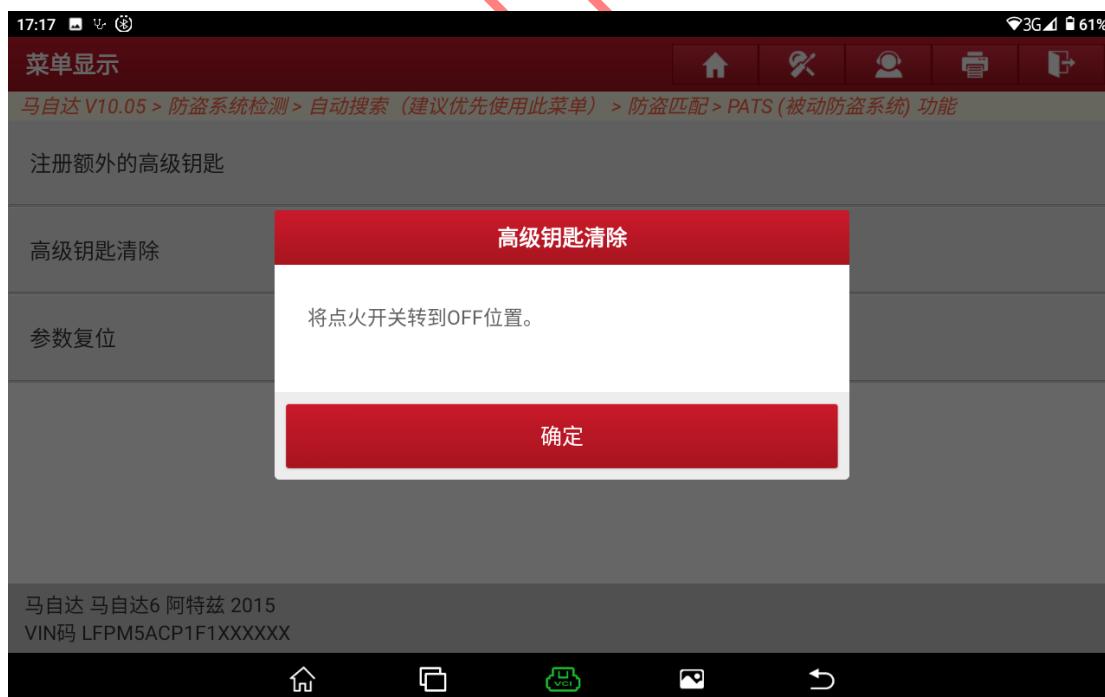 17:17 3G 61%
菜单显示
马自达 V10.05 > 防盗系统检测 > 自动搜索（建议优先使用此菜单） > 防盗匹配 > PATS (被动防盗系统) 功能
注册额外的高级钥匙
高级钥匙清除
高级钥匙清除
将点火开关转到OFF位置。
参数复位
确定
马自达 马自达6 阿特兹 2015
VIN码 LFPM5ACP1F1XXXXXX
VCI